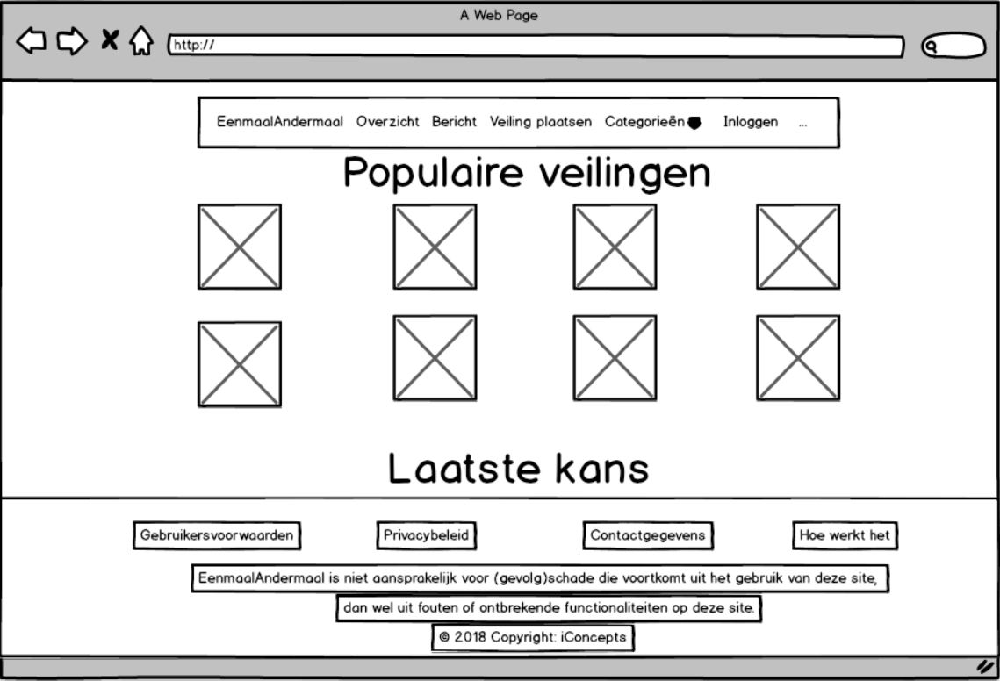 A Web Page
http://
EenmaalAndermaal Overzicht Bericht Veiling plaatsen Categorieën Inloggen ...
Populaire veilingen
Laatste kans
Gebruikersvoorwaarden Privacybeleid Contactgegevens Hoe werkt het
EenmaalAndermaal is niet aansprakelijk voor (gevolg)schade die voortkomt uit het gebruik van deze site,
dan wel uit fouten of ontbrekende functionaliteiten op deze site.
© 2018 Copyright: iConcepts